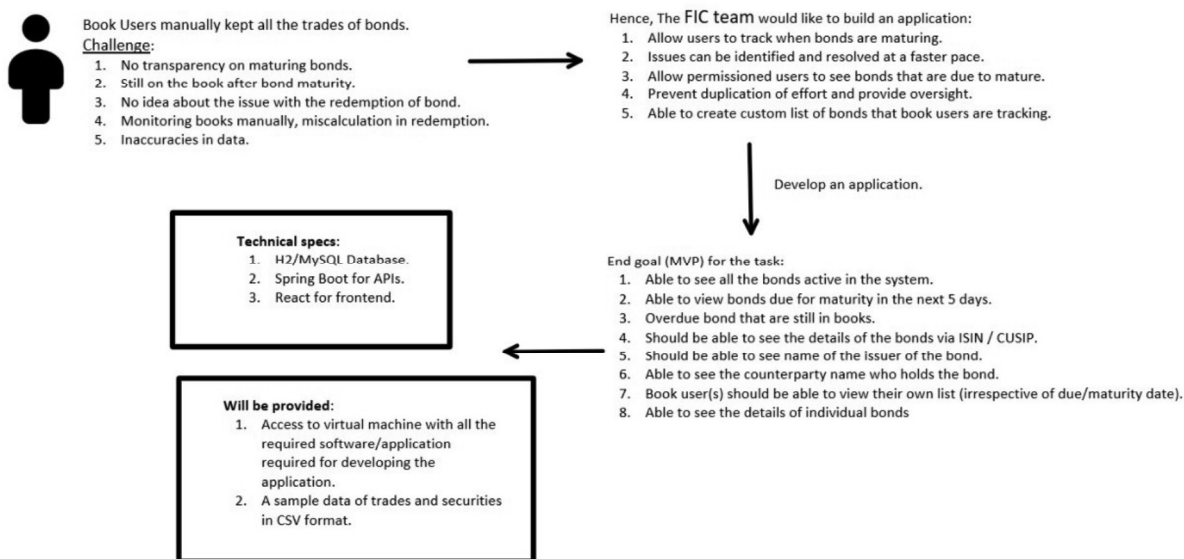 Book Users manually kept all the trades of bonds.
Challenge:
1. No transparency on maturing bonds.
2. Still on the book after bond maturity.
3. No idea about the issue with the redemption of bond.
4. Monitoring books manually, miscalculation in redemption.
5. Inaccuracies in data.
Hence, The FIC team would like to build an application:
1. Allow users to track when bonds are maturing.
2. Issues can be identified and resolved at a faster pace.
3. Allow permissioned users to see bonds that are due to mature.
4. Prevent duplication of effort and provide oversight.
5. Able to create custom list of bonds that book users are tracking.
Develop an application.
End goal (MVP) for the task:
1. Able to see all the bonds active in the system.
2. Able to view bonds due for maturity in the next 5 days.
3. Overdue bond that are still in books.
4. Should be able to see the details of the bonds via ISIN / CUSIP.
5. Should be able to see name of the issuer of the bond.
6. Able to see the counterparty name who holds the bond.
7. Book user(s) should be able to view their own list (irrespective of due/maturity date).
8. Able to see the details of individual bonds
Technical specs:
1. H2/MySQL Database.
2. Spring Boot for APIs.
3. React for frontend.
Will be provided:
1. Access to virtual machine with all the
required software/application
required for developing the
application.
2. A sample data of trades and securities
in CSV format.